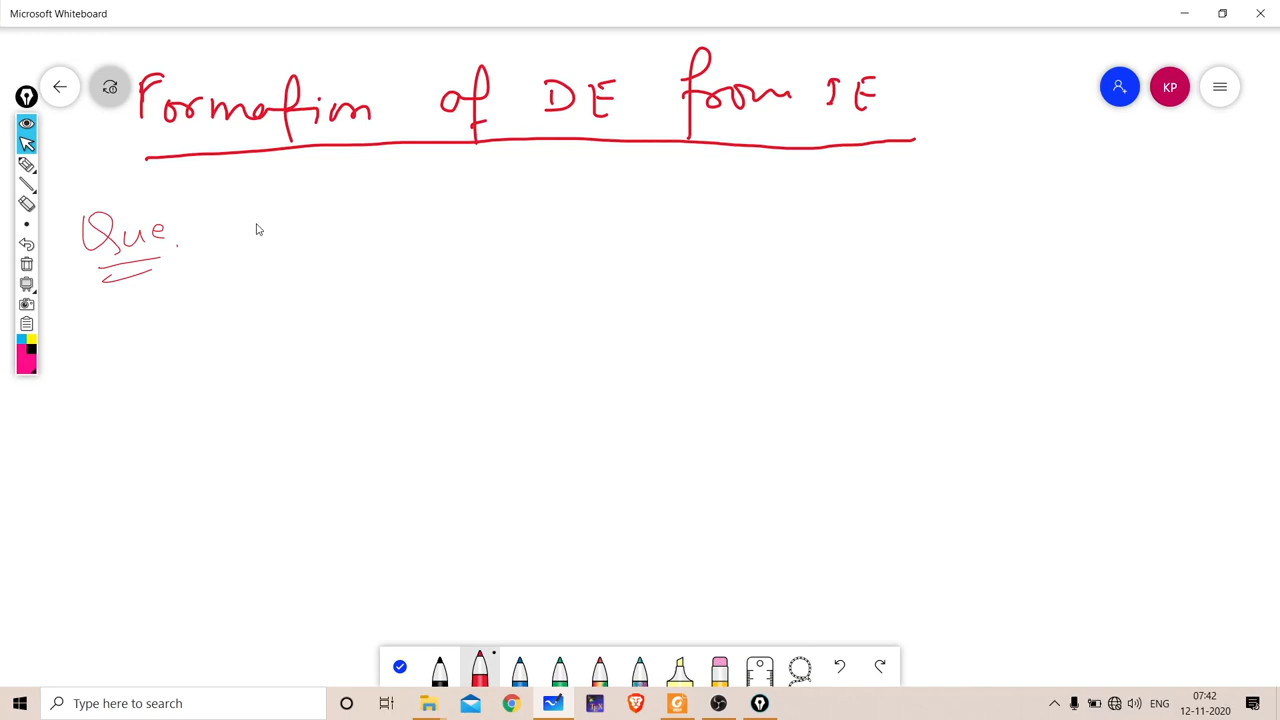 Microsoft Whiteboard
Formation of DE from IE
KP
Que.
Type here to search
ENG
07:42
12-11-2020